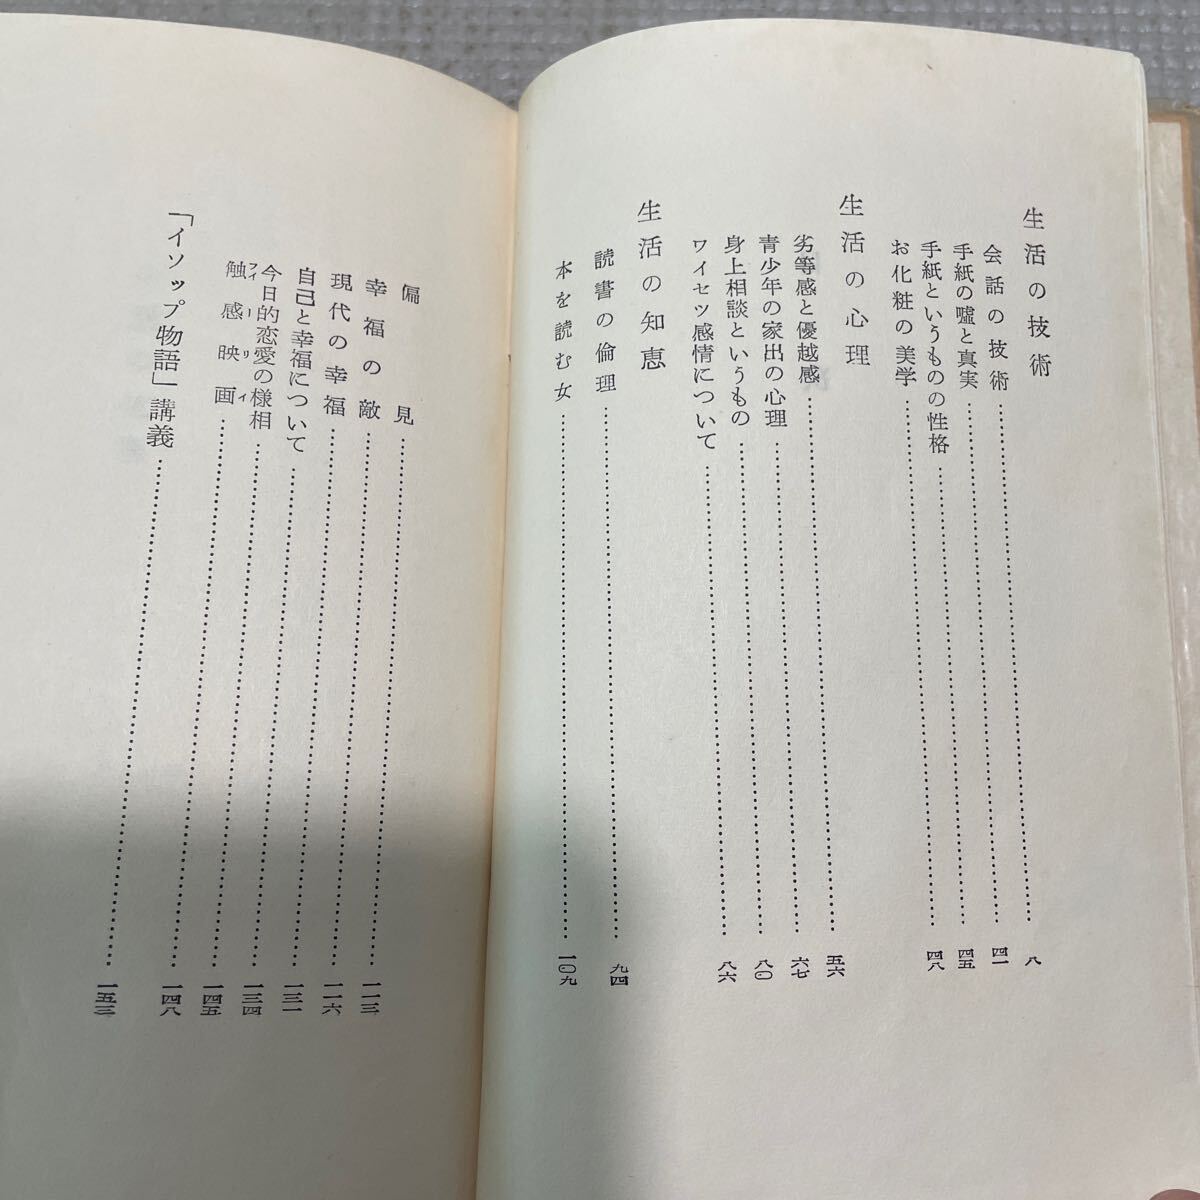 生活の技術
会話の技術……八
手紙の噓と真実……四一
手紙というものの性格……四五
お化粧の美学……四八
生活の心理
劣等感と優越感……五六
青少年の家出の心理……六七
身上相談というもの……八〇
ワイセツ感情について……八六
生活の知恵
読書の倫理……九四
本を読む女……一〇九
偏見……一一三
幸福の敵……一一六
現代の幸福……一三一
自己と幸福について……一三四
今日的恋愛の様相……一四五
触感映画フィーリィ……一四八
「イソップ物語」講義……一五三